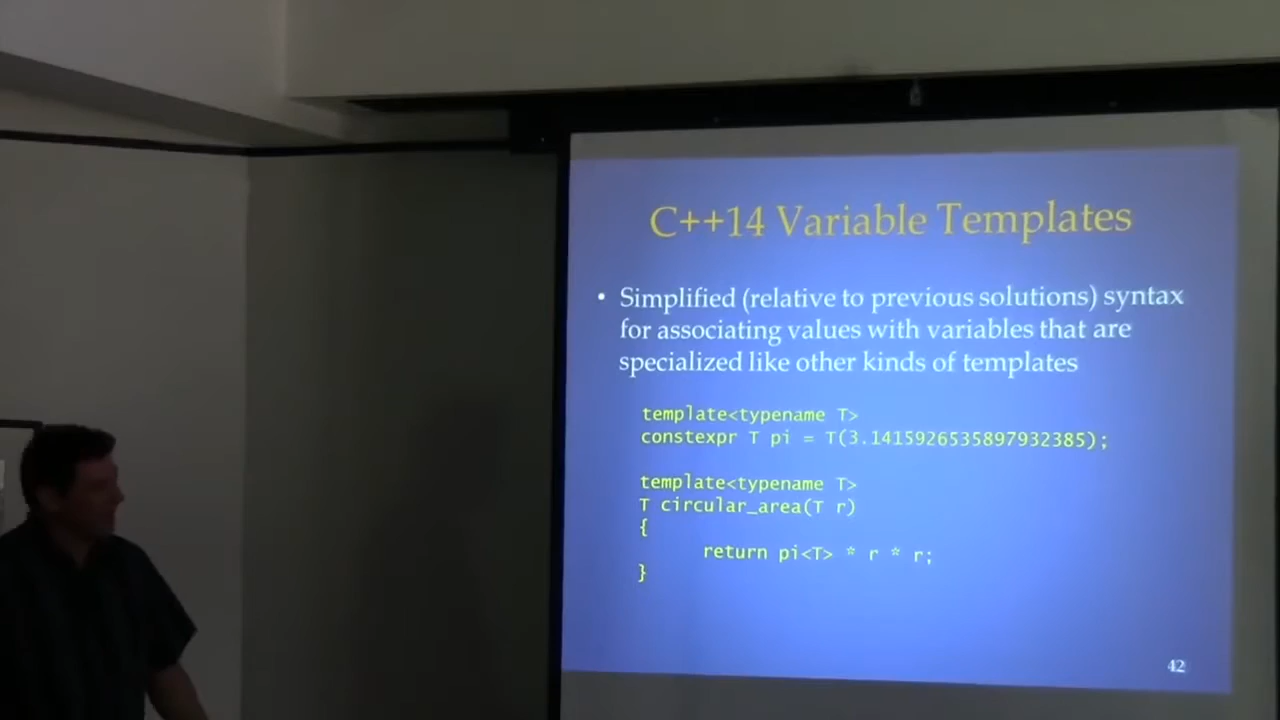 C++14 Variable Templates
• Simplified (relative to previous solutions) syntax
for associating values with variables that are
specialized like other kinds of templates
template<typename T>
constexpr T pi = T(3.1415926535897932385);
template<typename T>
T circular_area(T r)
{
return pi<T> * r * r;
}
42